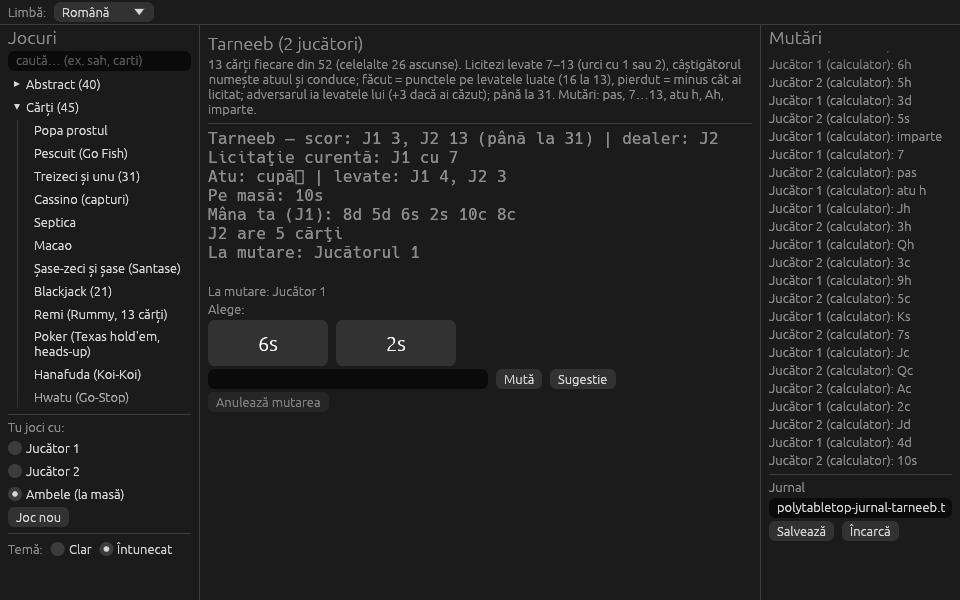 Limbă: Română
Jocuri
caută... (ex. sah, carti)
Abstract (40)
Cărți (45)
Popa prostul
Pescuit (Go Fish)
Treizeci și unu (31)
Cassino (capturi)
Septica
Macao
Șase-zeci și șase (Santase)
Blackjack (21)
Remi (Rummy, 13 cărți)
Poker (Texas hold'em,
heads-up)
Hanafuda (Koi-Koi)
Hwatu (Go-Stop)
Tu joci cu:
Jucător 1
Jucător 2
Ambele (la masă)
Joc nou
Temă: Clar Întunecat
Tarneeb (2 jucători)
13 cărți fiecare din 52 (celelalte 26 ascunse). Licitezi levate 7–13 (urci cu 1 sau 2), câștigătorul
numește atuul și conduce; făcut = punctele pe levatele luate (16 la 13), pierdut = minus cât ai
licitat; adversarul ia levatele lui (+3 dacă ai căzut); până la 31. Mutări: pas, 7…13, atu h, Ah,
imparte.
Tarneeb — scor: J1 3, J2 13 (până la 31) | dealer: J2
Licitaţie curentă: J1 cu 7
Atu: cupă | levate: J1 4, J2 3
Pe masă: 10s
Mâna ta (J1): 8d 5d 6s 2s 10c 8c
J2 are 5 cărţi
La mutare: Jucătorul 1
La mutare: Jucător 1
Alege:
6s 2s
Mută Sugestie
Anulează mutarea
Mutări
Jucător 1 (calculator): 6h
Jucător 2 (calculator): 5h
Jucător 1 (calculator): 3d
Jucător 2 (calculator): 5s
Jucător 1 (calculator): imparte
Jucător 1 (calculator): 7
Jucător 2 (calculator): pas
Jucător 1 (calculator): atu h
Jucător 1 (calculator): Jh
Jucător 2 (calculator): 3h
Jucător 1 (calculator): Qh
Jucător 2 (calculator): 3c
Jucător 1 (calculator): 9h
Jucător 2 (calculator): 5c
Jucător 1 (calculator): Ks
Jucător 2 (calculator): 7s
Jucător 1 (calculator): Jc
Jucător 2 (calculator): Qc
Jucător 2 (calculator): Ac
Jucător 1 (calculator): 2c
Jucător 2 (calculator): Jd
Jucător 1 (calculator): 4d
Jucător 2 (calculator): 10s
Jurnal
polytabletop-jurnal-tarneeb.t
Salvează Încarcă